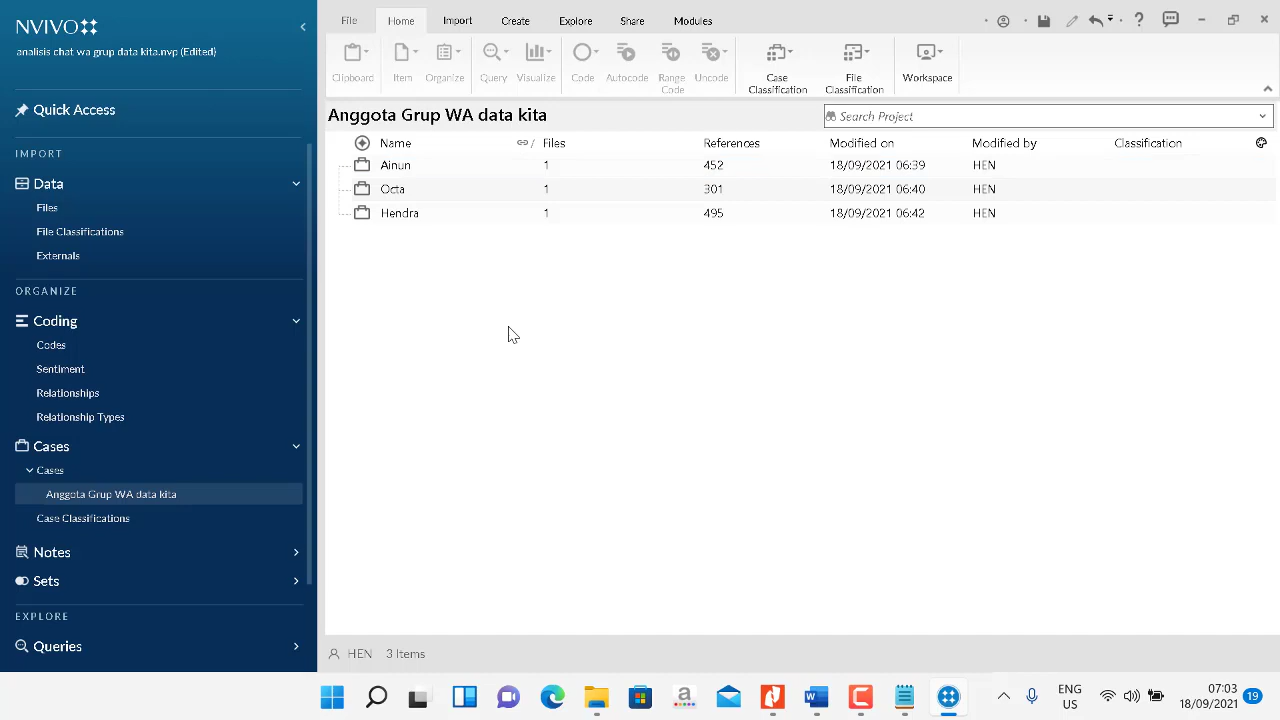 NVIVO
analisis chat wa grup data kita.nvp (Edited)
File Home Import Create Explore Share Modules
Clipboard Item Organize Query Visualize Code Autocode Range Code Uncode Case Classification File Classification Workspace
Quick Access
IMPORT
Data
Files
File Classifications
Externals
ORGANIZE
Coding
Codes
Sentiment
Relationships
Relationship Types
Cases
Cases
Anggota Grup WA data kita
Case Classifications
Notes
Sets
EXPLORE
Queries
Anggota Grup WA data kita
Search Project
Name Files References Modified on Modified by Classification
Ainun 1 452 18/09/2021 06:39 HEN
Octa 1 301 18/09/2021 06:40 HEN
Hendra 1 495 18/09/2021 06:42 HEN
HEN 3 Items
ENG
US
07:03
18/09/2021
19